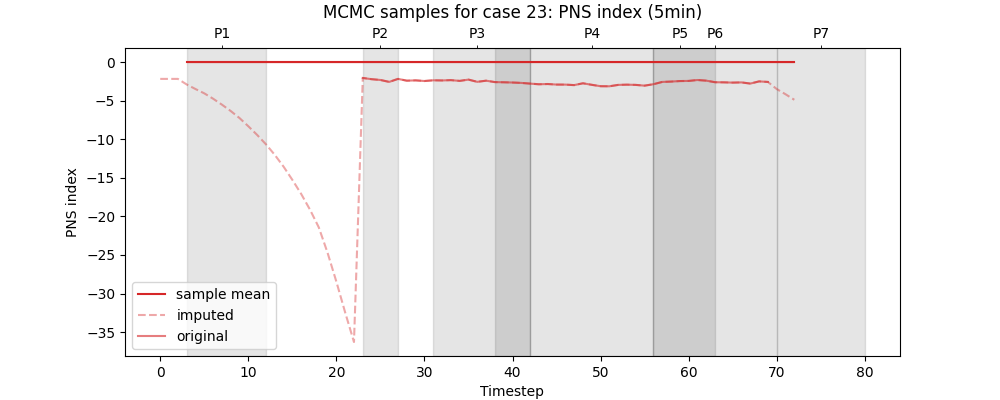 MCMC samples for case 23: PNS index (5min)
P1 P2 P3 P4 P5 P6 P7
0
−5
−10
−15
−20
−25
−30
−35
PNS index
sample mean
imputed
original
0 10 20 30 40 50 60 70 80
Timestep